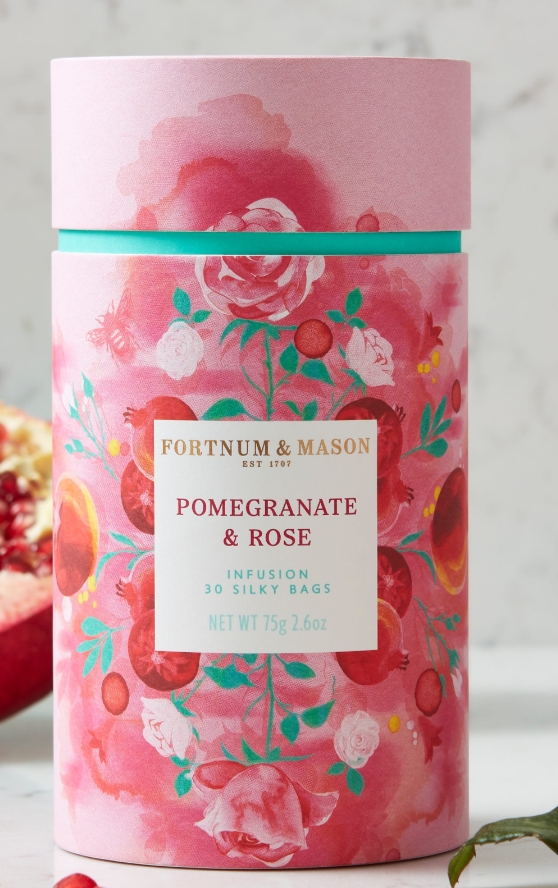 FORTNUM & MASON
EST 1707
POMEGRANATE
& ROSE
INFUSION
30 SILKY BAGS
NET WT 75g 2.6oz